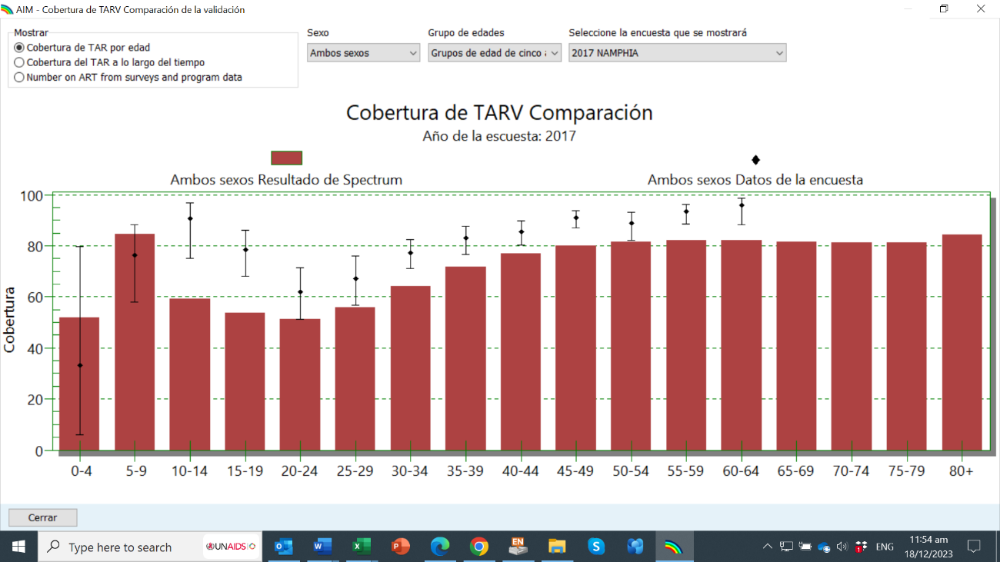 AIM - Cobertura de TARV Comparación de la validación
Mostrar
Cobertura de TAR por edad
Cobertura del TAR a lo largo del tiempo
Number on ART from surveys and program data
Sexo
Ambos sexos
Grupo de edades
Grupos de edad de cinco
Seleccione la encuesta que se mostrará
2017 NAMPHIA
Cobertura de TARV Comparación
Año de la escuesta: 2017
Ambos sexos Resultado de Spectrum
Ambos sexos Datos de la encuesta
Cobertura
100
80
60
40
20
0
0-4 5-9 10-14 15-19 20-24 25-29 30-34 35-39 40-44 45-49 50-54 55-59 60-64 65-69 70-74 75-79 80+
Cerrar
Type here to search
UNAIDS
EN
ENG
11:54 am
18/12/2023